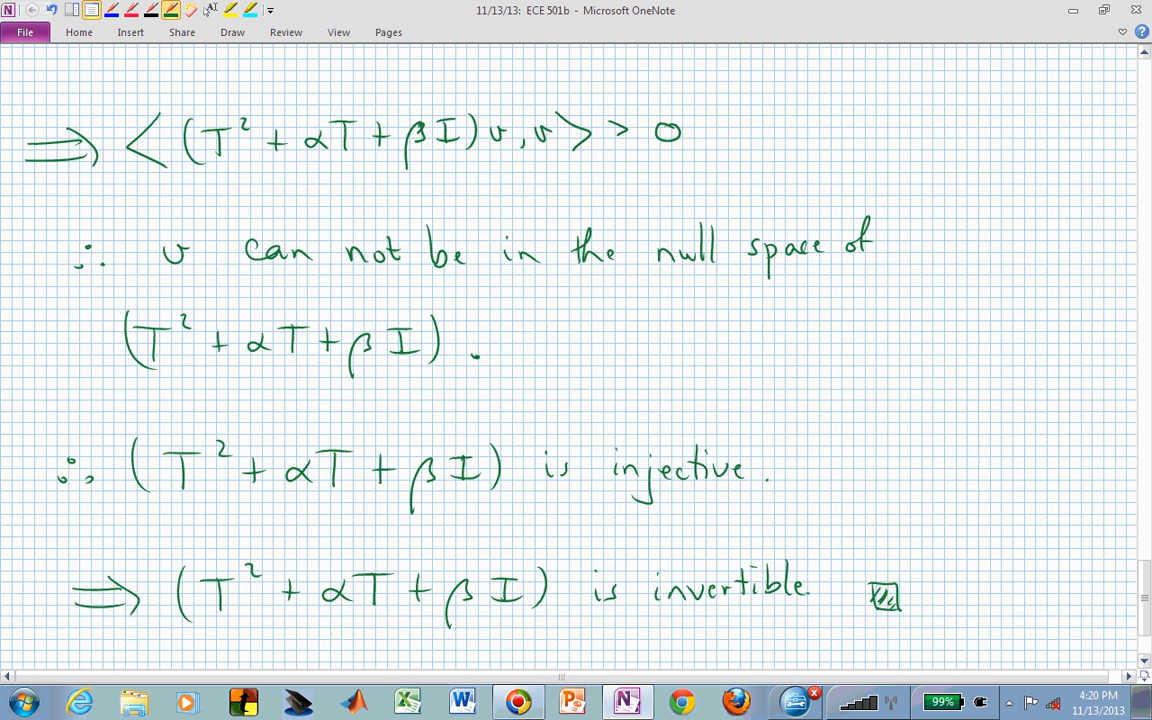 11/13/13: ECE 501b - Microsoft OneNote
File Home Insert Share Draw Review View Pages
⟹ <(T² + αT + βI)v, v> > 0
∴ v can not be in the null space of
(T² + αT + βI).
∴ (T² + αT + βI) is injective.
⟹ (T² + αT + βI) is invertible
99%
4:20 PM
11/13/2013